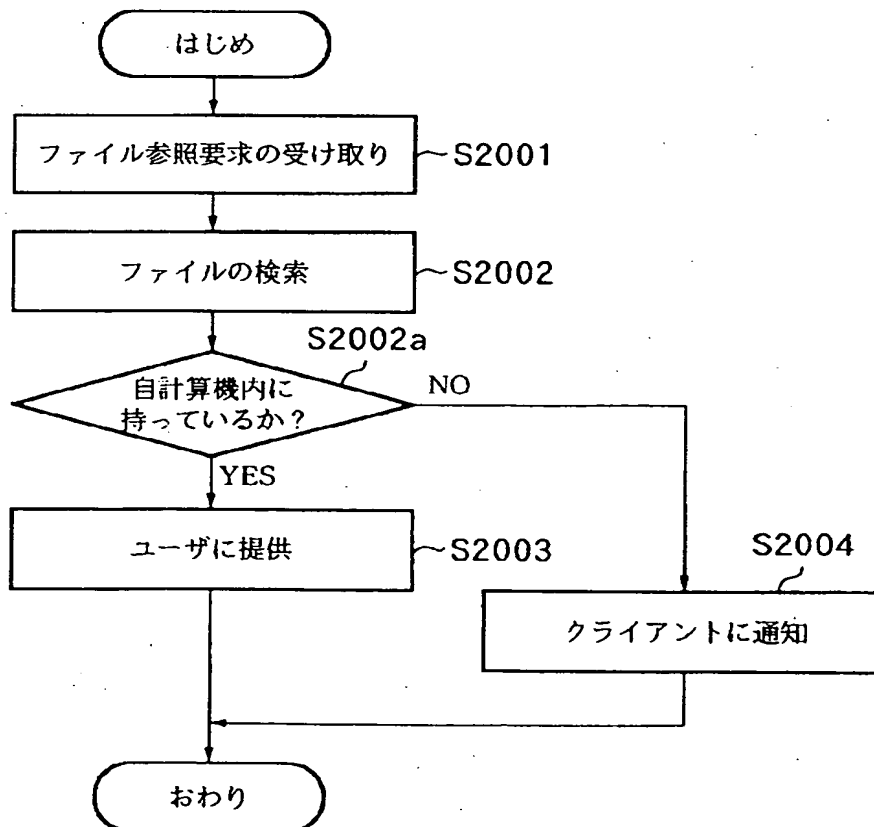 はじめ
ファイル参照要求の受け取り
S2001
ファイルの検索
S2002
S2002a
自計算機内に
持っているか？
NO
YES
ユーザに提供
S2003
S2004
クライアントに通知
おわり